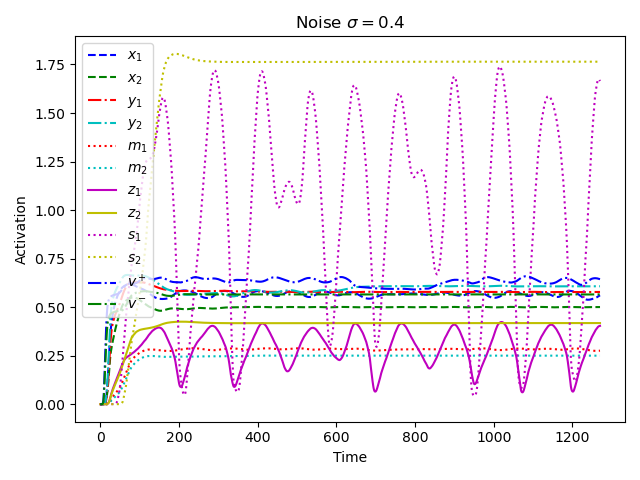 Noise σ = 0.4
Activation
1.75
1.50
1.25
1.00
0.75
0.50
0.25
0.00
x₁
x₂
y₁
y₂
m₁
m₂
z₁
z₂
s₁
s₂
v⁺
v⁻
0 200 400 600 800 1000 1200
Time